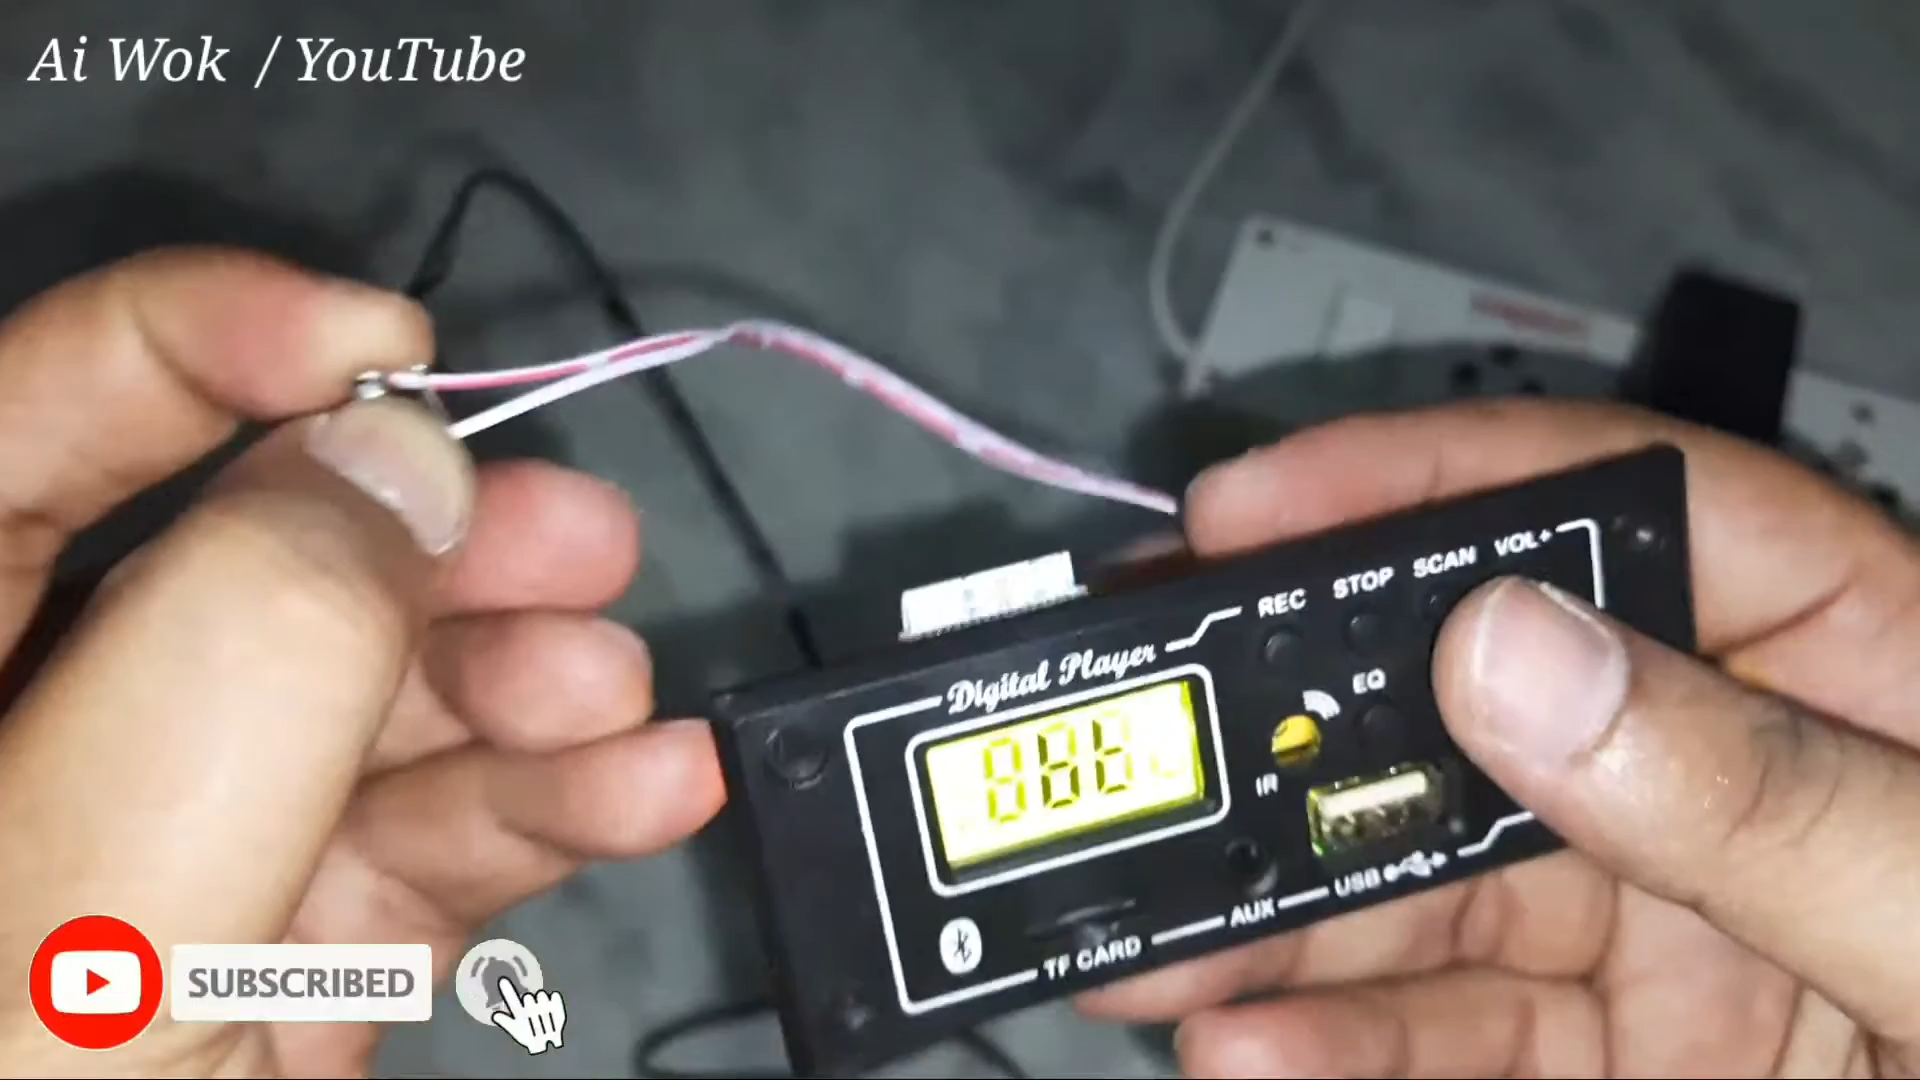 Ai Wok / YouTube
REC STOP SCAN VOL+
Digital Player
EQ
IR
USB
AUX
TF CARD
SUBSCRIBED